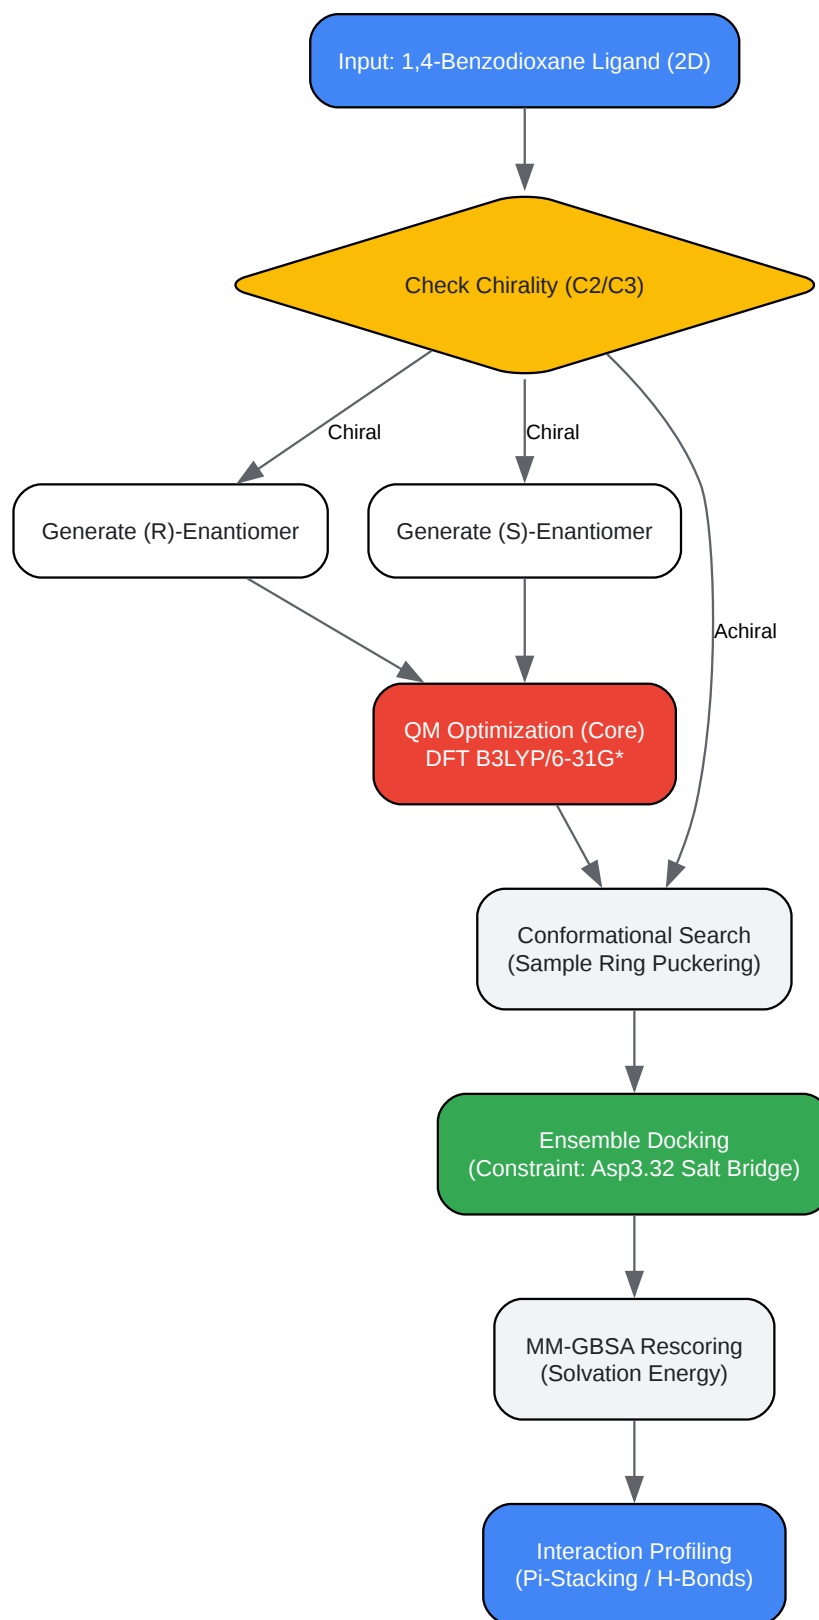 Input: 1,4-Benzodioxane Ligand (2D)
Check Chirality (C2/C3)
Chiral
Chiral
Generate (R)-Enantiomer
Generate (S)-Enantiomer
Achiral
QM Optimization (Core)
DFT B3LYP/6-31G*
Conformational Search
(Sample Ring Puckering)
Ensemble Docking
(Constraint: Asp3.32 Salt Bridge)
MM-GBSA Rescoring
(Solvation Energy)
Interaction Profiling
(Pi-Stacking / H-Bonds)